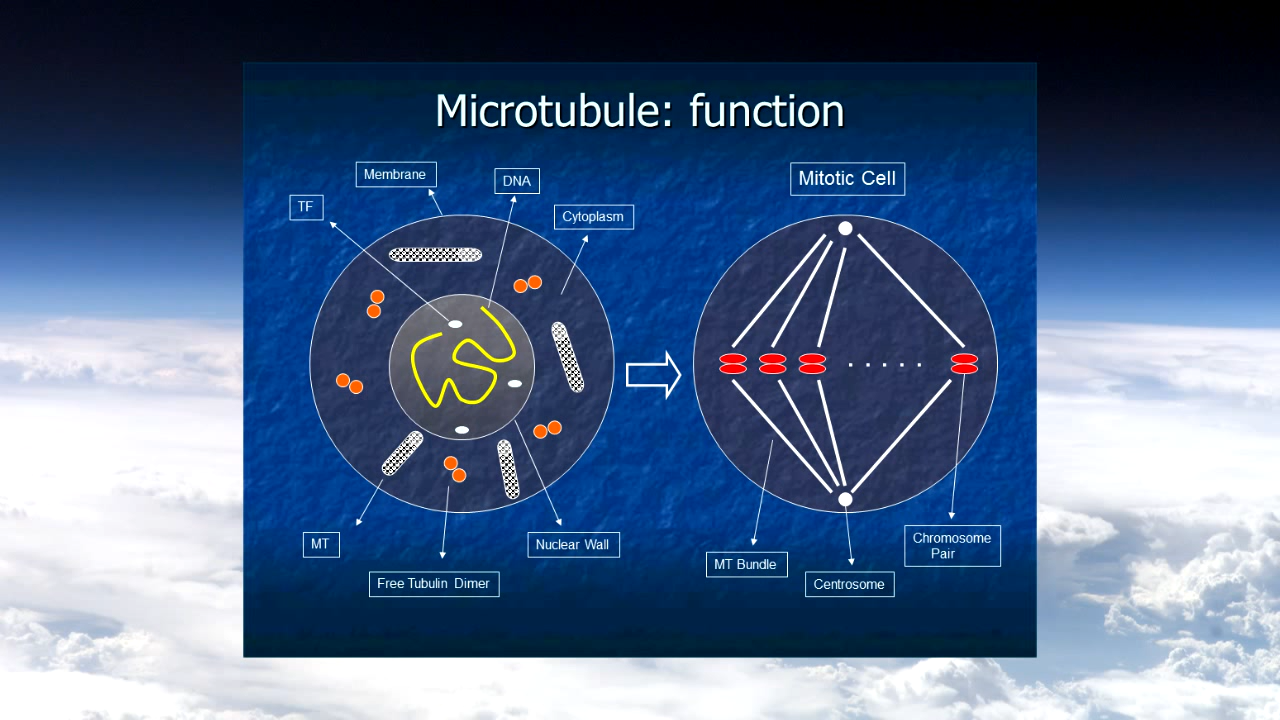 Microtubule: function
Membrane
DNA
Mitotic Cell
TF
Cytoplasm
MT
Nuclear Wall
Free Tubulin Dimer
MT Bundle
Centrosome
Chromosome
Pair